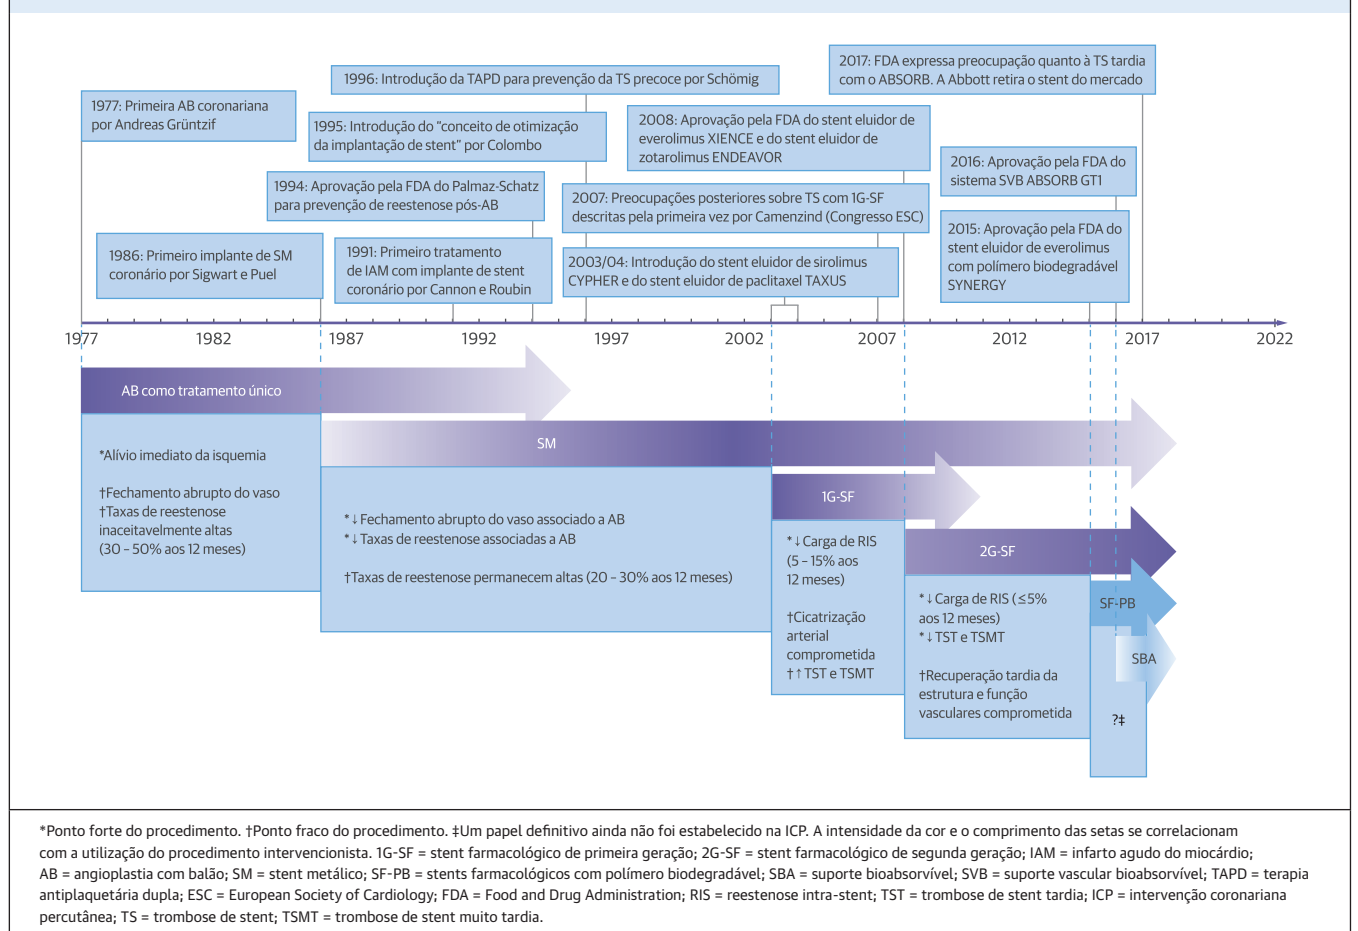 1977: Primeira AB coronariana
por Andreas Grüntzif
1986: Primeiro implante de SM
coronário por Sigwart e Puel
1996: Introdução da TAPD para prevenção da TS precoce por Schömig
1995: Introdução do "conceito de otimização
da implantação de stent" por Colombo
1994: Aprovação pela FDA do Palmaz-Schatz
para prevenção de reestenose pós-AB
1991: Primeiro tratamento
de IAM com implante de stent
coronário por Cannon e Roubin
2017: FDA expressa preocupação quanto à TS tardia
com o ABSORB. A Abbott retira o stent do mercado
2008: Aprovação pela FDA do stent eluidor de
everolimus XIENCE e do stent eluidor de
zotarolimus ENDEAVOR
2007: Preocupações posteriores sobre TS com 1G-SF
descritas pela primeira vez por Camenzind (Congresso ESC)
2003/04: Introdução do stent eluidor de sirolimus
CYPHER e do stent eluidor de paclitaxel TAXUS
2016: Aprovação pela FDA do
sistema SVB ABSORB GT1
2015: Aprovação pela FDA do
stent eluidor de everolimus
com polímero biodegradável
SYNERGY
1977 1982 1987 1992 1997 2002 2007 2012 2017 2022
AB como tratamento único
*Alívio imediato da isquemia
†Fechamento abrupto do vaso
†Taxas de reestenose
inaceitavelmente altas
(30 – 50% aos 12 meses)
SM
*↓Fechamento abrupto do vaso associado a AB
*↓Taxas de reestenose associadas a AB
†Taxas de reestenose permanecem altas (20 – 30% aos 12 meses)
1G-SF
*↓Carga de RIS
(5 – 15% aos
12 meses)
†Cicatrização
arterial
comprometida
†↑TST e TSMT
2G-SF
*↓Carga de RIS (≤5%
aos 12 meses)
*↓TST e TSMT
†Recuperação tardia da
estrutura e função
vasculares comprometida
SF-PB
SBA
?‡
*Ponto forte do procedimento. †Ponto fraco do procedimento. ‡Um papel definitivo ainda não foi estabelecido na ICP. A intensidade da cor e o comprimento das setas se correlacionam
com a utilização do procedimento intervencionista. 1G-SF = stent farmacológico de primeira geração; 2G-SF = stent farmacológico de segunda geração; IAM = infarto agudo do miocárdio;
AB = angioplastia com balão; SM = stent metálico; SF-PB = stents farmacológicos com polímero biodegradável; SBA = suporte bioabsorvível; SVB = suporte vascular bioabsorvível; TAPD = terapia
antiplaquetária dupla; ESC = European Society of Cardiology; FDA = Food and Drug Administration; RIS = reestenose intra-stent; TST = trombose de stent tardia; ICP = intervenção coronariana
percutânea; TS = trombose de stent; TSMT = trombose de stent muito tardia.